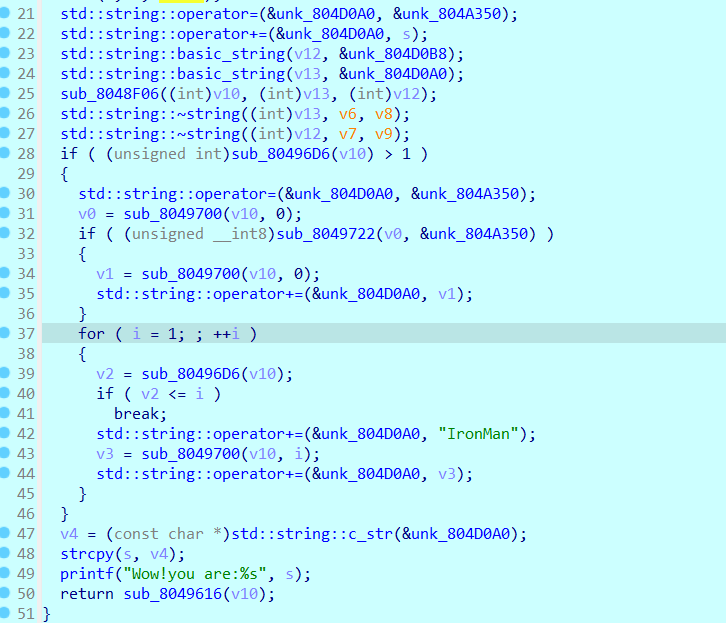 21 std::string::operator=(&unk_804D0A0, &unk_804A350);
22 std::string::operator+=(&unk_804D0A0, s);
23 std::string::basic_string(v12, &unk_804D0B8);
24 std::string::basic_string(v13, &unk_804D0A0);
25 sub_8048F06((int)v10, (int)v13, (int)v12);
26 std::string::~string((int)v13, v6, v8);
27 std::string::~string((int)v12, v7, v9);
28 if ( (unsigned int)sub_80496D6(v10) > 1 )
29 {
30 std::string::operator=(&unk_804D0A0, &unk_804A350);
31 v0 = sub_8049700(v10, 0);
32 if ( (unsigned __int8)sub_8049722(v0, &unk_804A350) )
33 {
34 v1 = sub_8049700(v10, 0);
35 std::string::operator+=(&unk_804D0A0, v1);
36 }
37 for ( i = 1; ; ++i )
38 {
39 v2 = sub_80496D6(v10);
40 if ( v2 <= i )
41 break;
42 std::string::operator+=(&unk_804D0A0, "IronMan");
43 v3 = sub_8049700(v10, i);
44 std::string::operator+=(&unk_804D0A0, v3);
45 }
46 }
47 v4 = (const char *)std::string::c_str(&unk_804D0A0);
48 strcpy(s, v4);
49 printf("Wow!you are:%s", s);
50 return sub_8049616(v10);
51 }